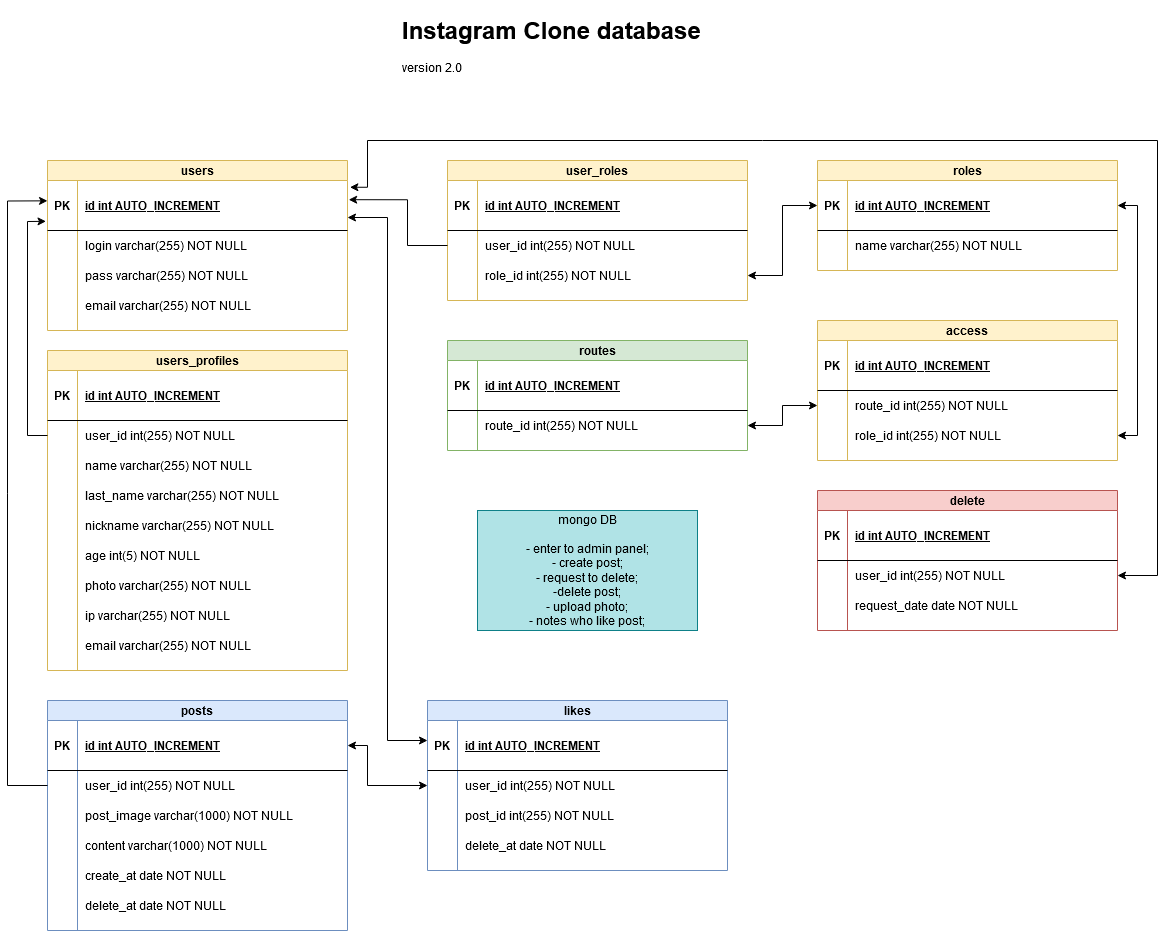 Instagram Clone database
version 2.0
users
PK id int AUTO_INCREMENT
login varchar(255) NOT NULL
pass varchar(255) NOT NULL
email varchar(255) NOT NULL
user_roles
PK id int AUTO_INCREMENT
user_id int(255) NOT NULL
role_id int(255) NOT NULL
roles
PK id int AUTO_INCREMENT
name varchar(255) NOT NULL
users_profiles
PK id int AUTO_INCREMENT
user_id int(255) NOT NULL
name varchar(255) NOT NULL
last_name varchar(255) NOT NULL
nickname varchar(255) NOT NULL
age int(5) NOT NULL
photo varchar(255) NOT NULL
ip varchar(255) NOT NULL
email varchar(255) NOT NULL
routes
PK id int AUTO_INCREMENT
route_id int(255) NOT NULL
access
PK id int AUTO_INCREMENT
route_id int(255) NOT NULL
role_id int(255) NOT NULL
mongo DB
- enter to admin panel;
- create post;
- request to delete;
-delete post;
- upload photo;
- notes who like post;
delete
PK id int AUTO_INCREMENT
user_id int(255) NOT NULL
request_date date NOT NULL
posts
PK id int AUTO_INCREMENT
user_id int(255) NOT NULL
post_image varchar(1000) NOT NULL
content varchar(1000) NOT NULL
create_at date NOT NULL
delete_at date NOT NULL
likes
PK id int AUTO_INCREMENT
user_id int(255) NOT NULL
post_id int(255) NOT NULL
delete_at date NOT NULL